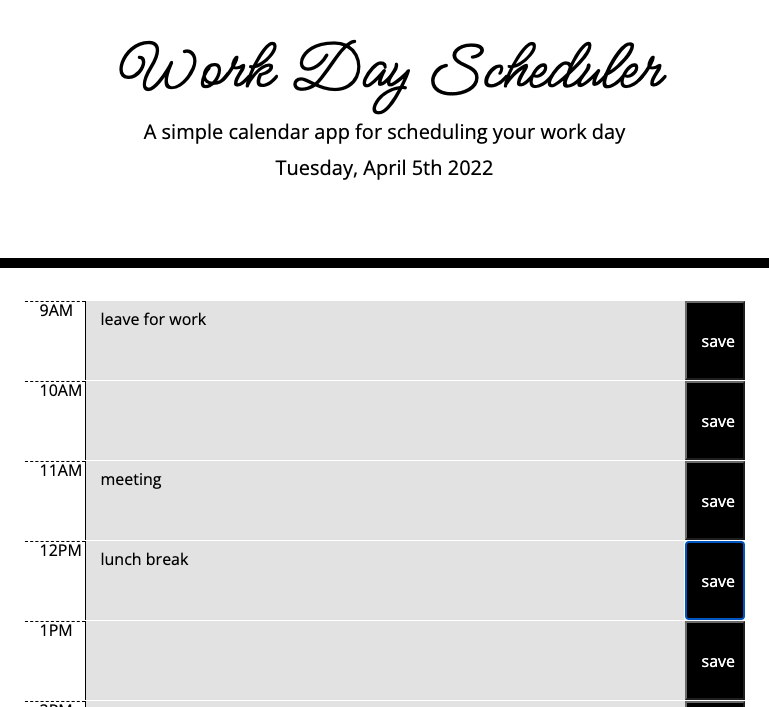 Work Day Scheduler
A simple calendar app for scheduling your work day
Tuesday, April 5th 2022
9AM leave for work save
10AM save
11AM meeting save
12PM lunch break save
1PM save